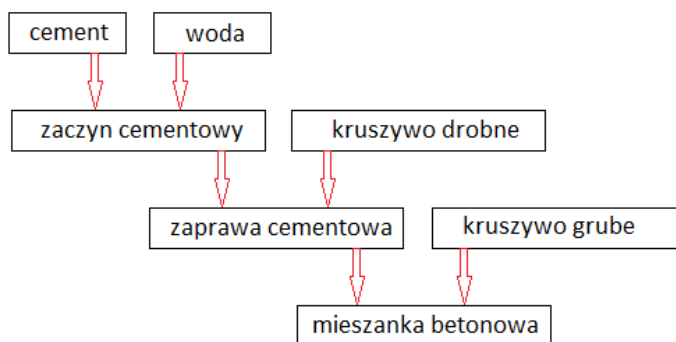 cement
woda
zaczyn cementowy
kruszywo drobne
zaprawa cementowa
kruszywo grube
mieszanka betonowa